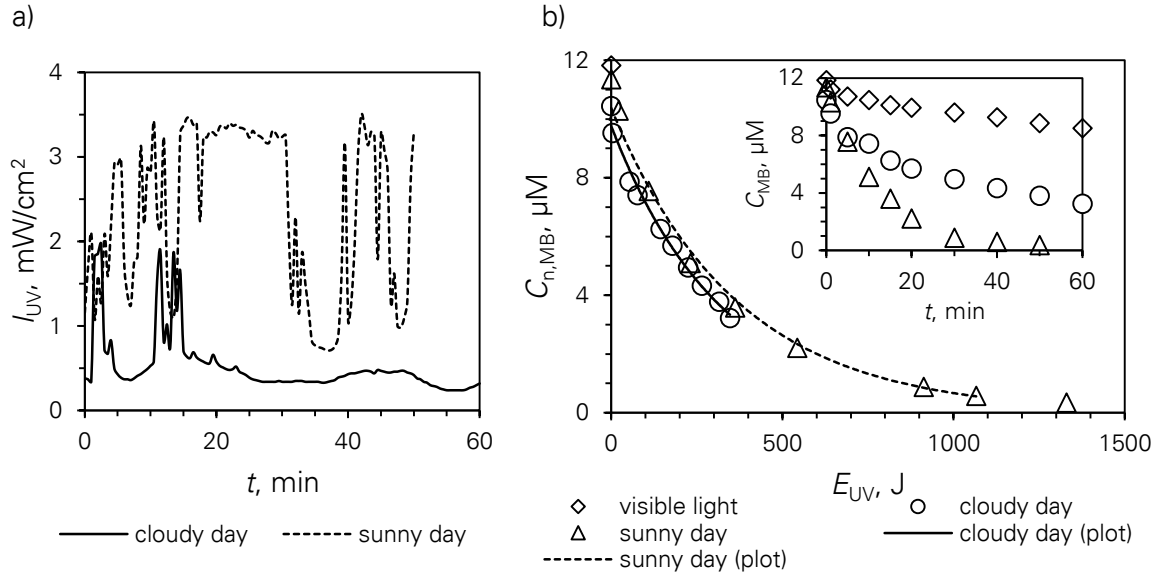 a)
4
3
2
1
0
I_UV, mW/cm²
0 20 40 60
t, min
cloudy day sunny day
b)
12
8
4
0
C_n,MB, µM
0 500 1000 1500
E_UV, J
12
8
4
0
C_MB, µM
0 20 40 60
t, min
visible light cloudy day
sunny day cloudy day (plot)
sunny day (plot)